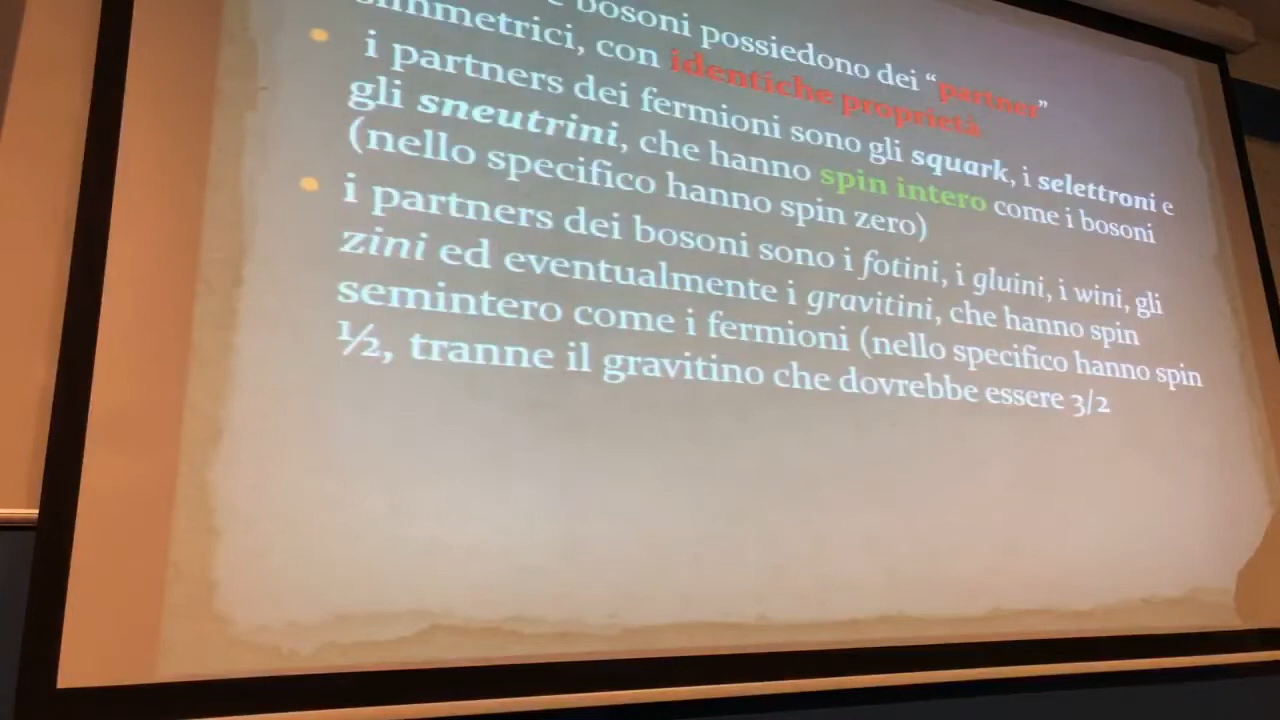 e bosoni possiedono dei “partner”
simmetrici, con identiche proprietà
i partners dei fermioni sono gli squark, i selettroni e
gli sneutrini, che hanno spin intero come i bosoni
(nello specifico hanno spin zero)
i partners dei bosoni sono i fotini, i gluini, i wini, gli
zini ed eventualmente i gravitini, che hanno spin
semintero come i fermioni (nello specifico hanno spin
½, tranne il gravitino che dovrebbe essere 3/2